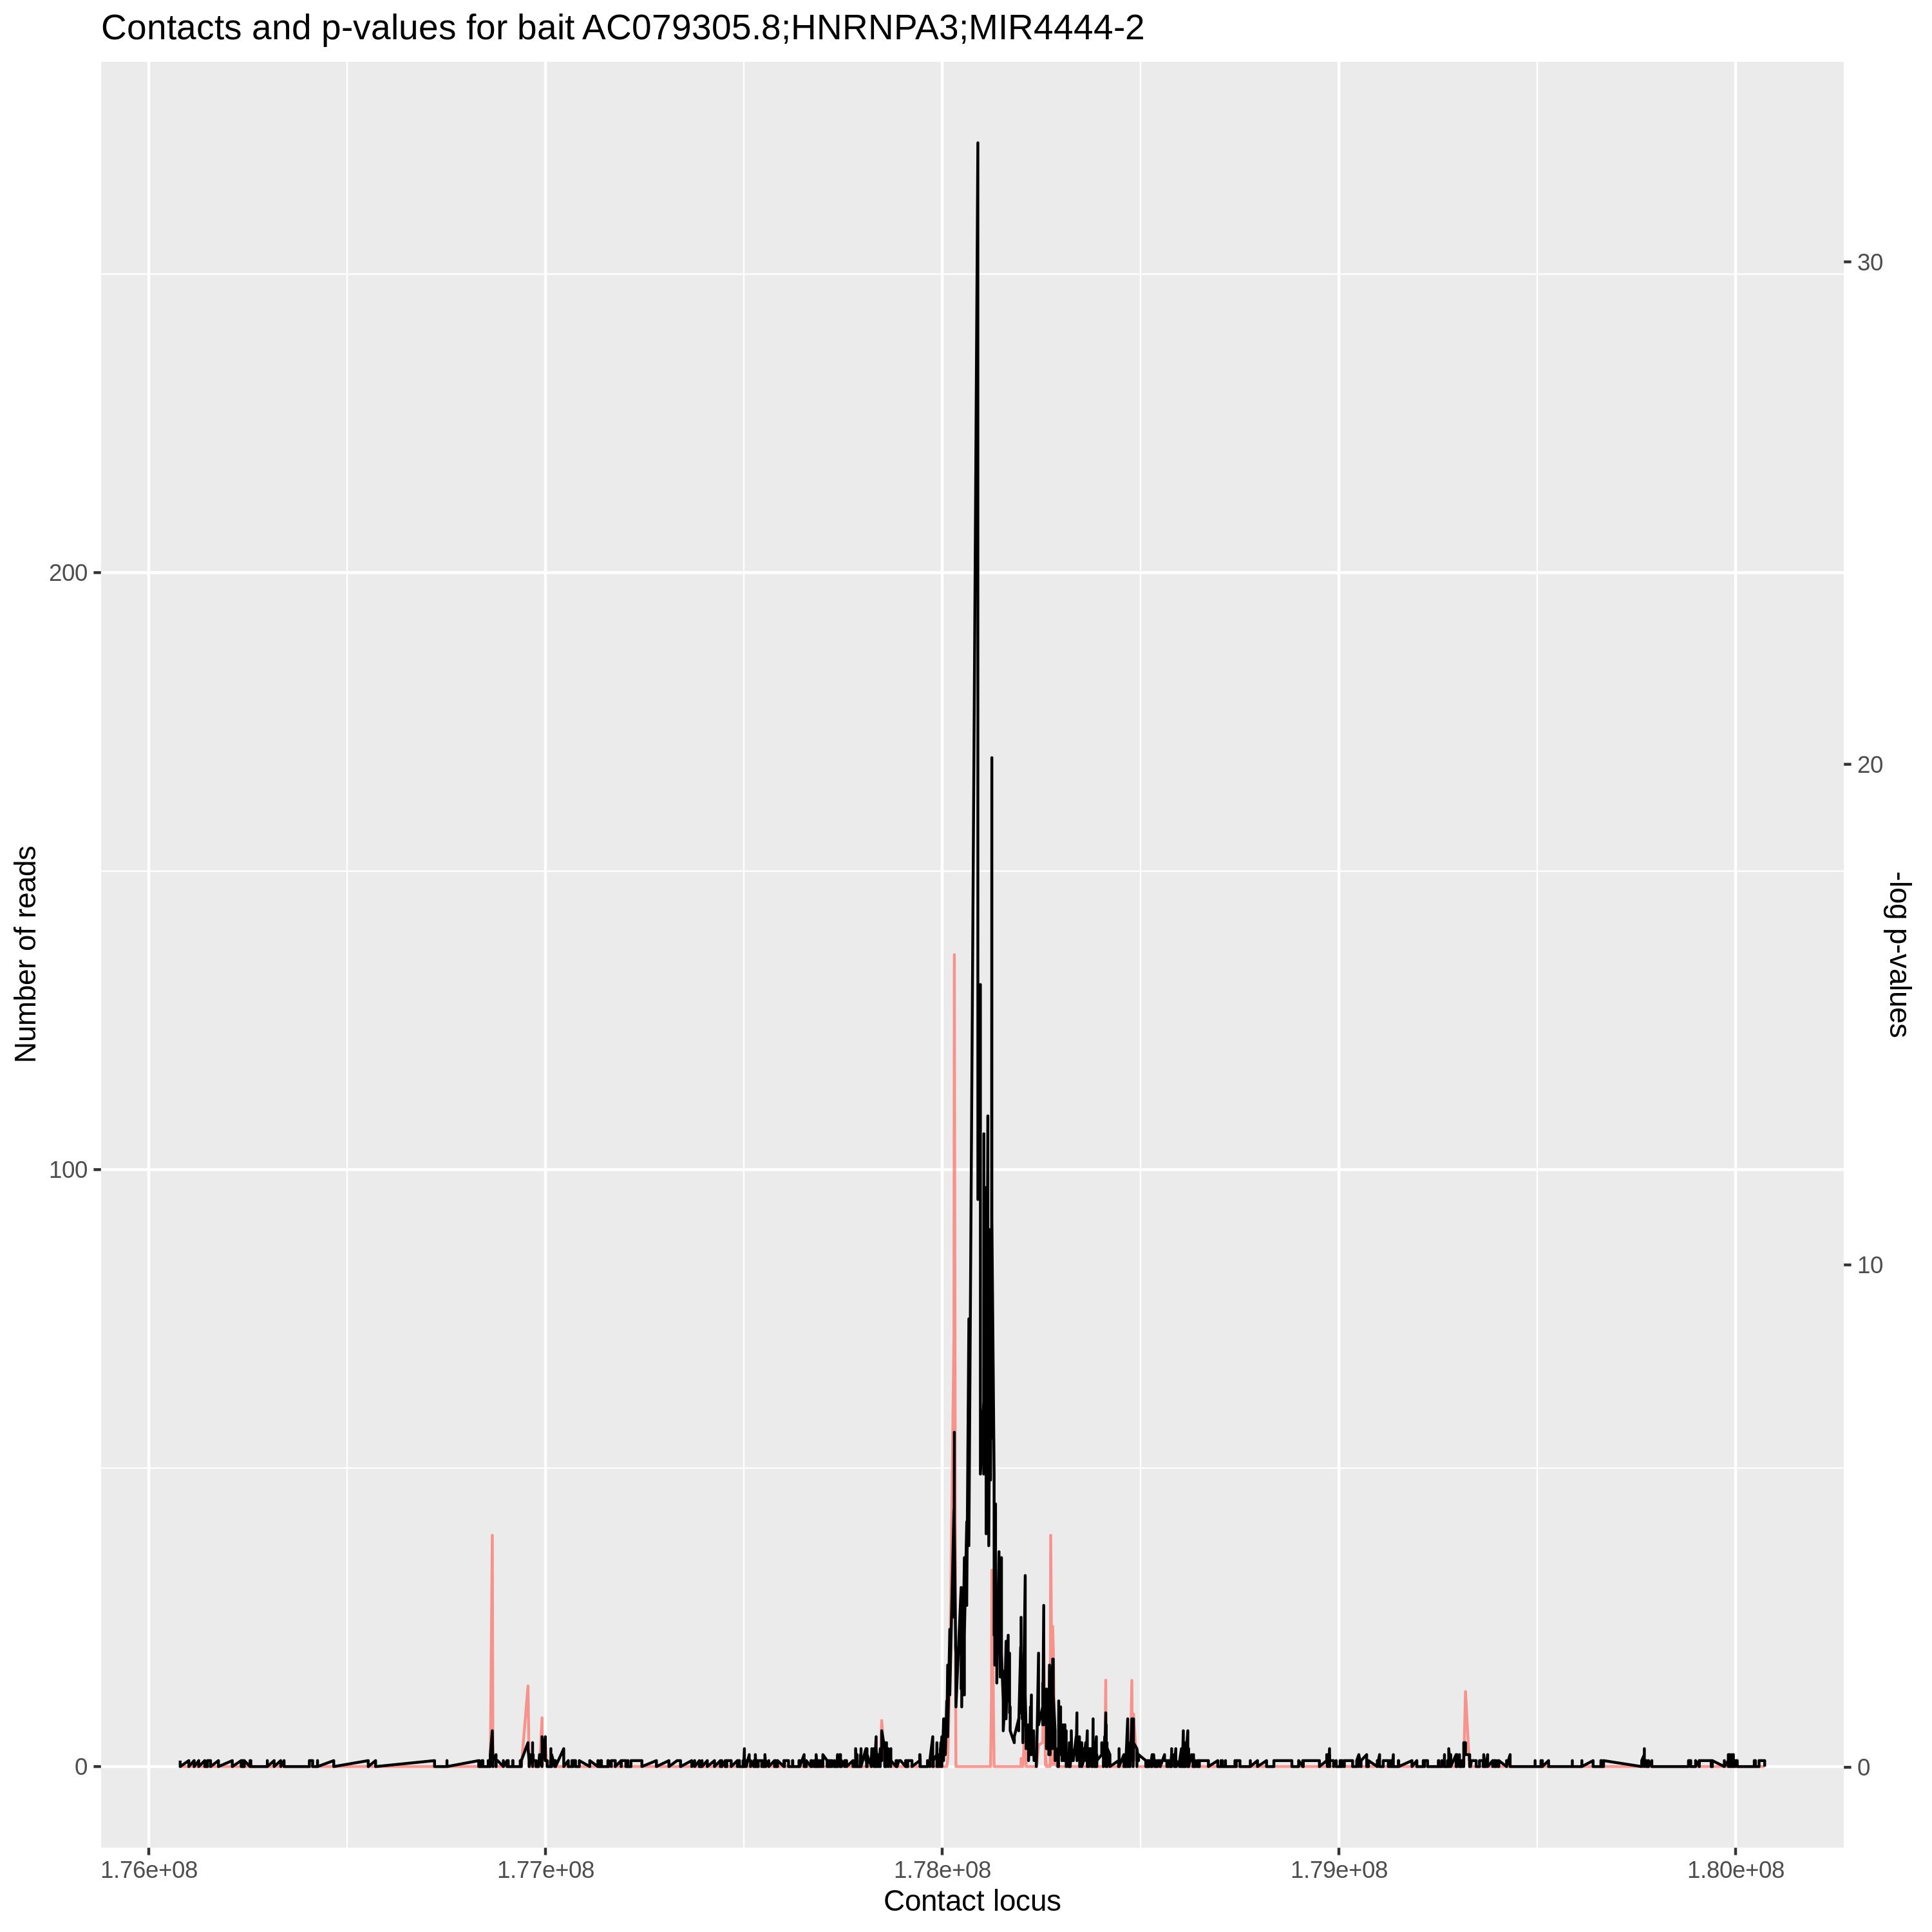 Contacts and p-values for bait AC079305.8;HNRNPA3;MIR4444-2
Number of reads
200
100
0
30
20
10
0
-log p-values
1.76e+08
1.77e+08
1.78e+08
1.79e+08
1.80e+08
Contact locus